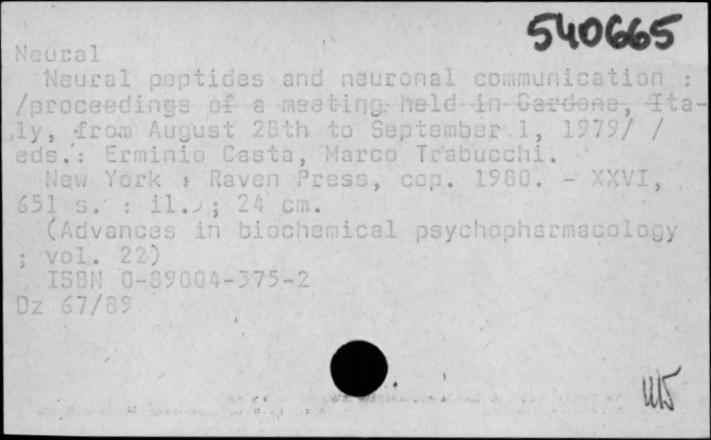 540665
Neural
Neural peptides and neuronal communication :
/proceedings of a meeting held in Gardone, Ita-
ly, from August 28th to September 1, 1979/ /
eds.: Erminio Costa, Marco Trabucchi.
New York : Raven Press, cop. 1980. - XXVI,
651 s. : il. ; 24 cm.
(Advances in biochemical psychopharmacology
; vol. 22)
ISBN 0-89004-375-2
Dz 67/89